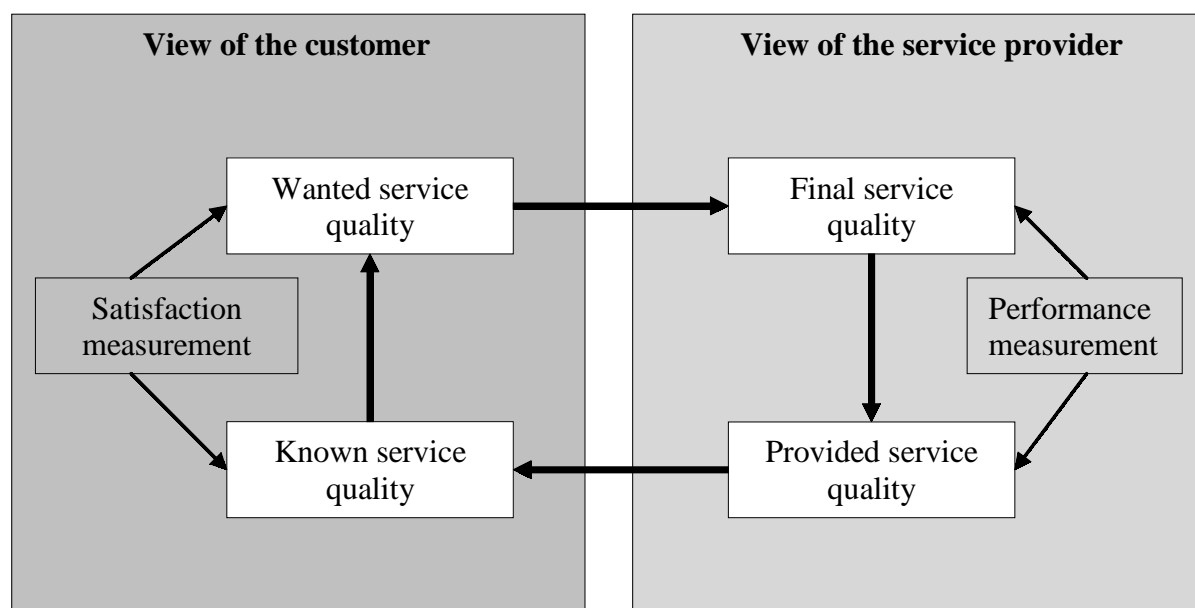 View of the customer
View of the service provider
Wanted service
quality
Final service
quality
Satisfaction
measurement
Performance
measurement
Known service
quality
Provided service
quality